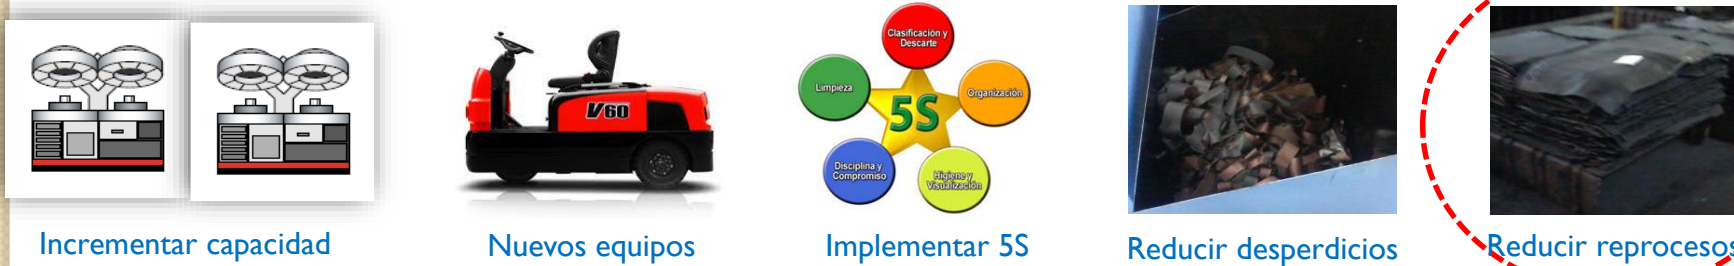 Clasificación y
Descarte
Limpieza
5S
Organización
Disciplina y
Compromiso
Higiene y
Visualización
V60
Incrementar capacidad
Nuevos equipos
Implementar 5S
Reducir desperdicios
Reducir reprocesos